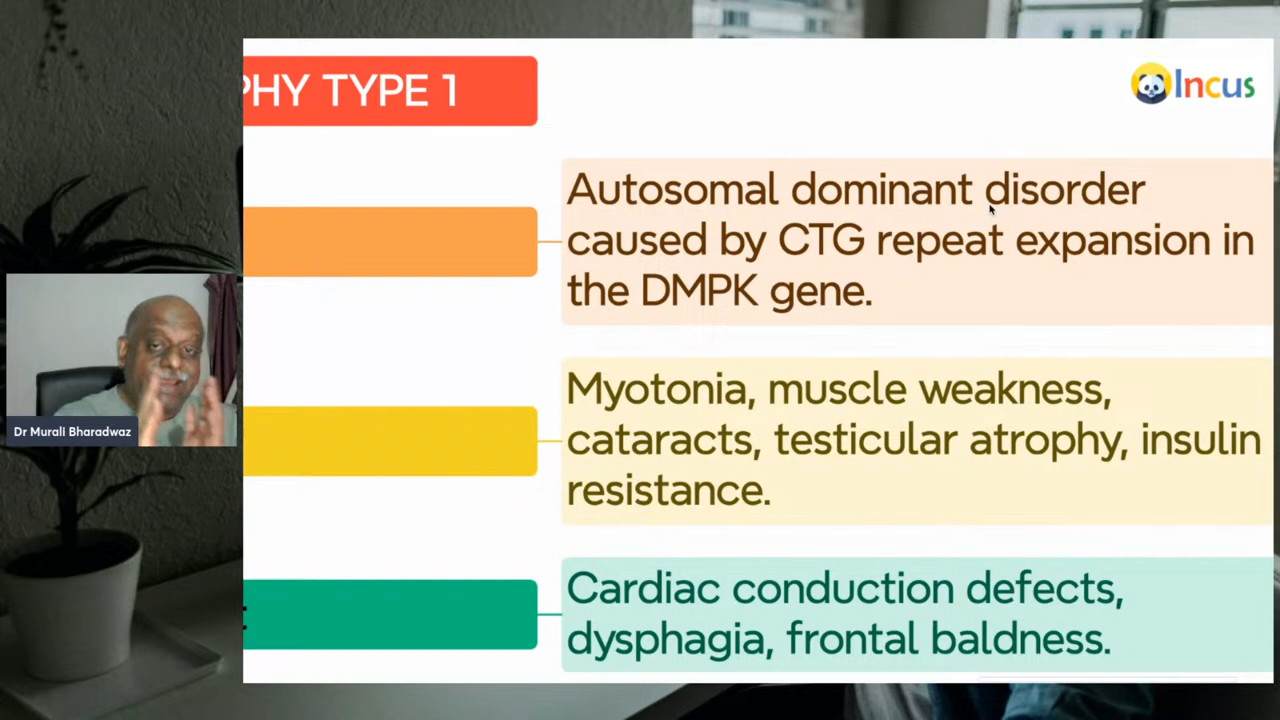 PHY TYPE 1
Incus
Autosomal dominant disorder
caused by CTG repeat expansion in
the DMPK gene.
Myotonia, muscle weakness,
cataracts, testicular atrophy, insulin
resistance.
Cardiac conduction defects,
dysphagia, frontal baldness.
Dr Murali Bharadwaz